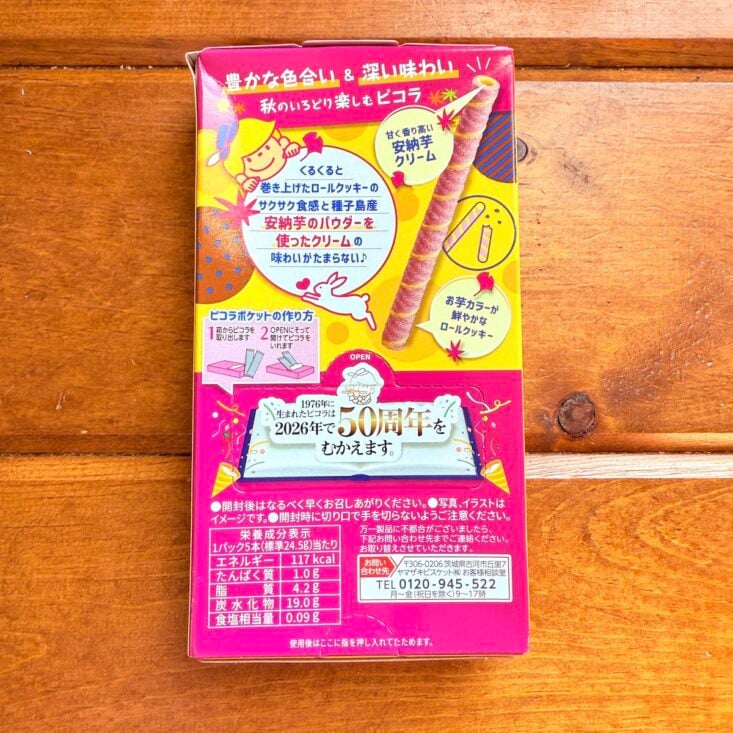 豊かな色合い & 深い味わい
秋のいろどり楽しむピコラ
甘く香り高い
安納芋
クリーム
くるくると
巻き上げたロールクッキーの
サクサク食感と種子島産
安納芋のパウダーを
使ったクリームの
味わいがたまらない♪
お芋カラーが
鮮やかな
ロールクッキー
ピコラポケットの作り方
1 箱からピコラを
取り出します
2 OPENにそって
開けてピコラを
いれます
OPEN
1976年に
生まれたピコラは
2026年で50周年を
むかえます。
●開封後はなるべく早くお召しあがりください。●写真、イラストは
イメージです。●開封時に切り口で手を切らないようご注意ください。
栄養成分表示
1パック5本(標準24.5g)当たり
エネルギー 117kcal
たんぱく質 1.0g
脂質 4.2g
炭水化物 19.0g
食塩相当量 0.09g
万一製品に不都合がございましたら、
下記お問い合わせ先までご連絡ください。
お取り替えさせていただきます。
お問い
合わせ先
〒306-0206 茨城県古河市丘里7
ヤマザキビスケット㈱ お客様相談室
TEL 0120-945-522
月〜金(祝日を除く)9〜17時
使用後はここに指を押し入れてたためます。